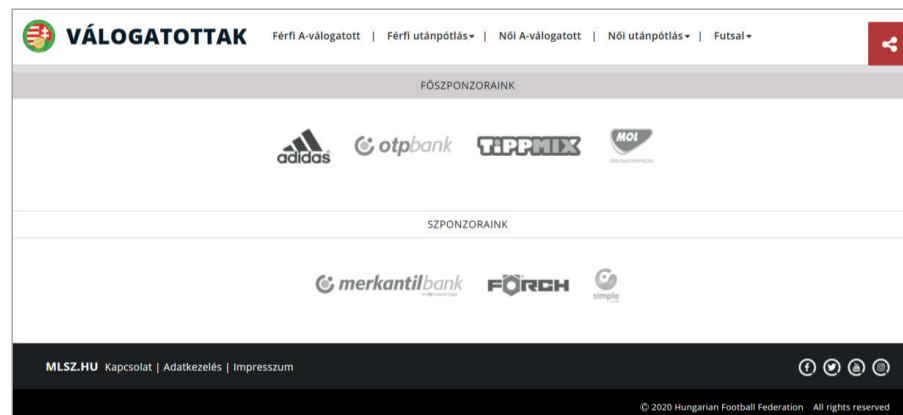 VÁLOGATOTTAK Férfi A-válogatott | Férfi utánpótlás | Női A-válogatott | Női utánpótlás | Futsal
FŐSZPONZORAINK
adidas otpbank TiPPMIX MOL
SZPONZORAINK
merkantilbank FÖRCH simple
MLSZ.HU Kapcsolat | Adatkezelés | Impresszum
© 2020 Hungarian Football Federation All rights reserved